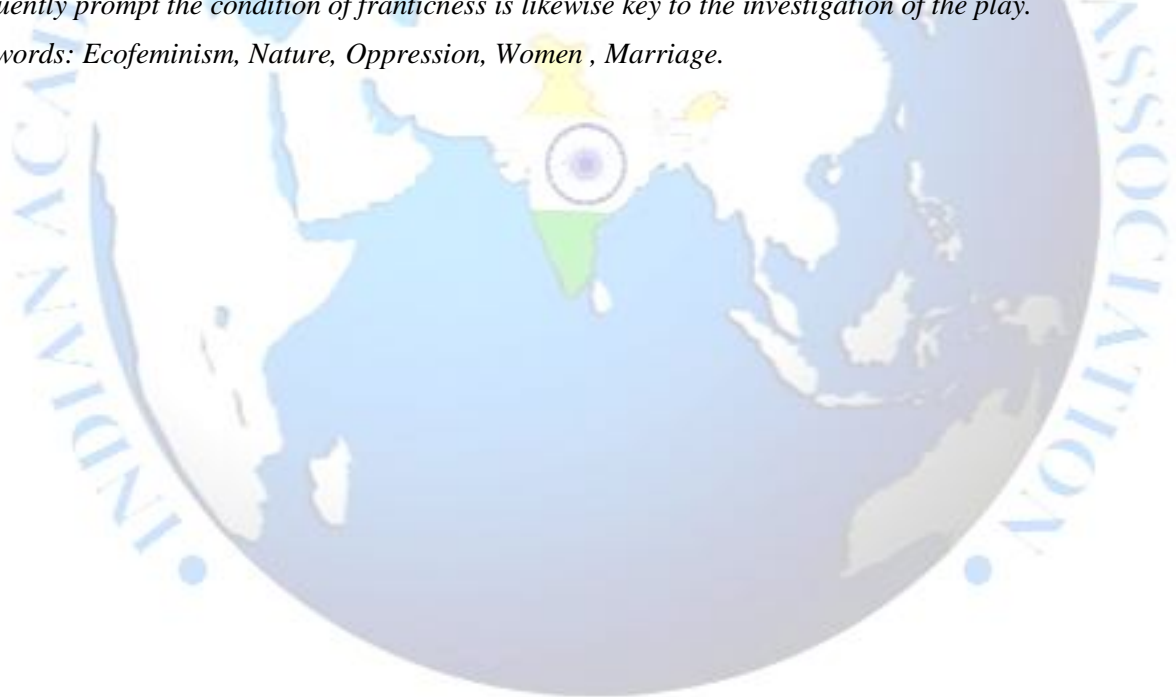 uently prompt the condition of franticness is likewise key to the investigation of the play.
words: Ecofeminism, Nature, Oppression, Women , Marriage.
INDIAN ACAD
ASSOCIATION